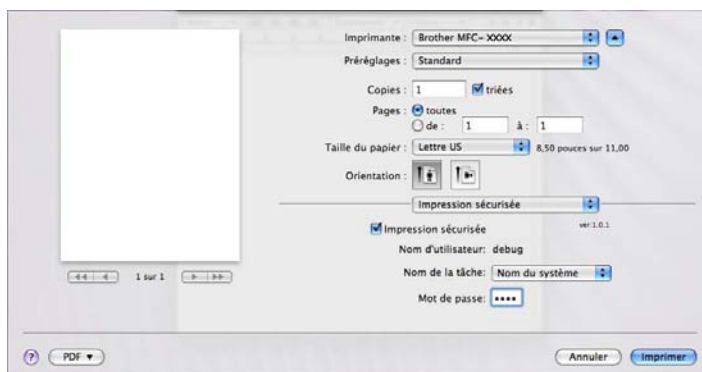 Imprimante : Brother MFC- XXXX
Préréglages : Standard
Copies : 1 triées
Pages : toutes
de : 1 à : 1
Taille du papier : Lettre US 8,50 pouces sur 11,00
Orientation :
Impression sécurisée
Impression sécurisée ver:1.0.1
Nom d'utilisateur: debug
1 sur 1 Nom de la tâche: Nom du système
Mot de passe: ••••
? PDF Annuler Imprimer